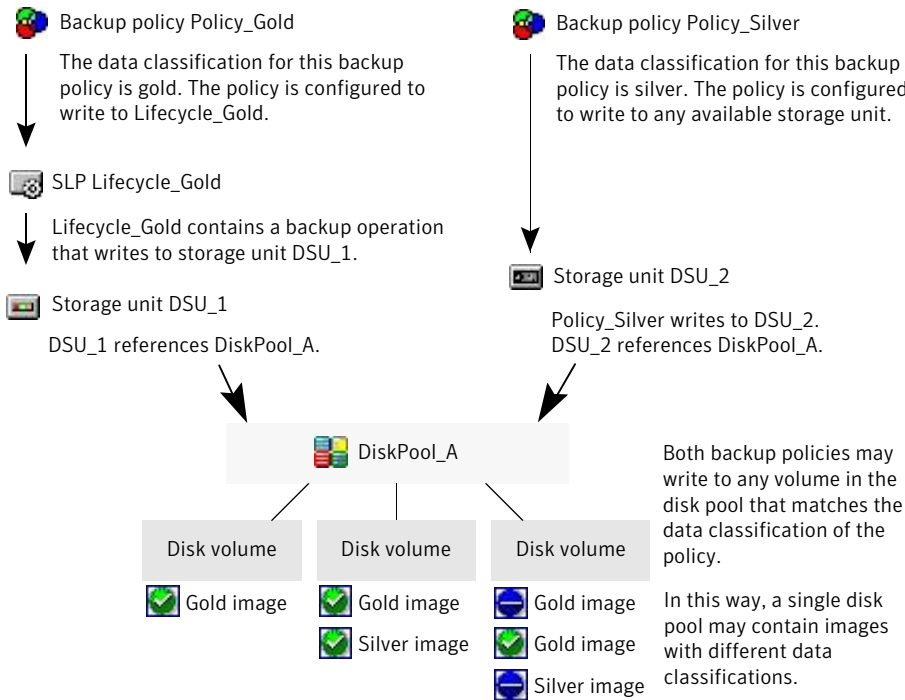 Backup policy Policy_Gold
The data classification for this backup
policy is gold. The policy is configured to
write to Lifecycle_Gold.
SLP Lifecycle_Gold
Lifecycle_Gold contains a backup operation
that writes to storage unit DSU_1.
Storage unit DSU_1
DSU_1 references DiskPool_A.
Backup policy Policy_Silver
The data classification for this backup
policy is silver. The policy is configured
to write to any available storage unit.
Storage unit DSU_2
Policy_Silver writes to DSU_2.
DSU_2 references DiskPool_A.
DiskPool_A
Disk volume
Gold image
Disk volume
Gold image
Silver image
Disk volume
Gold image
Gold image
Silver image
Both backup policies may
write to any volume in the
disk pool that matches the
data classification of the
policy.
In this way, a single disk
pool may contain images
with different data
classifications.